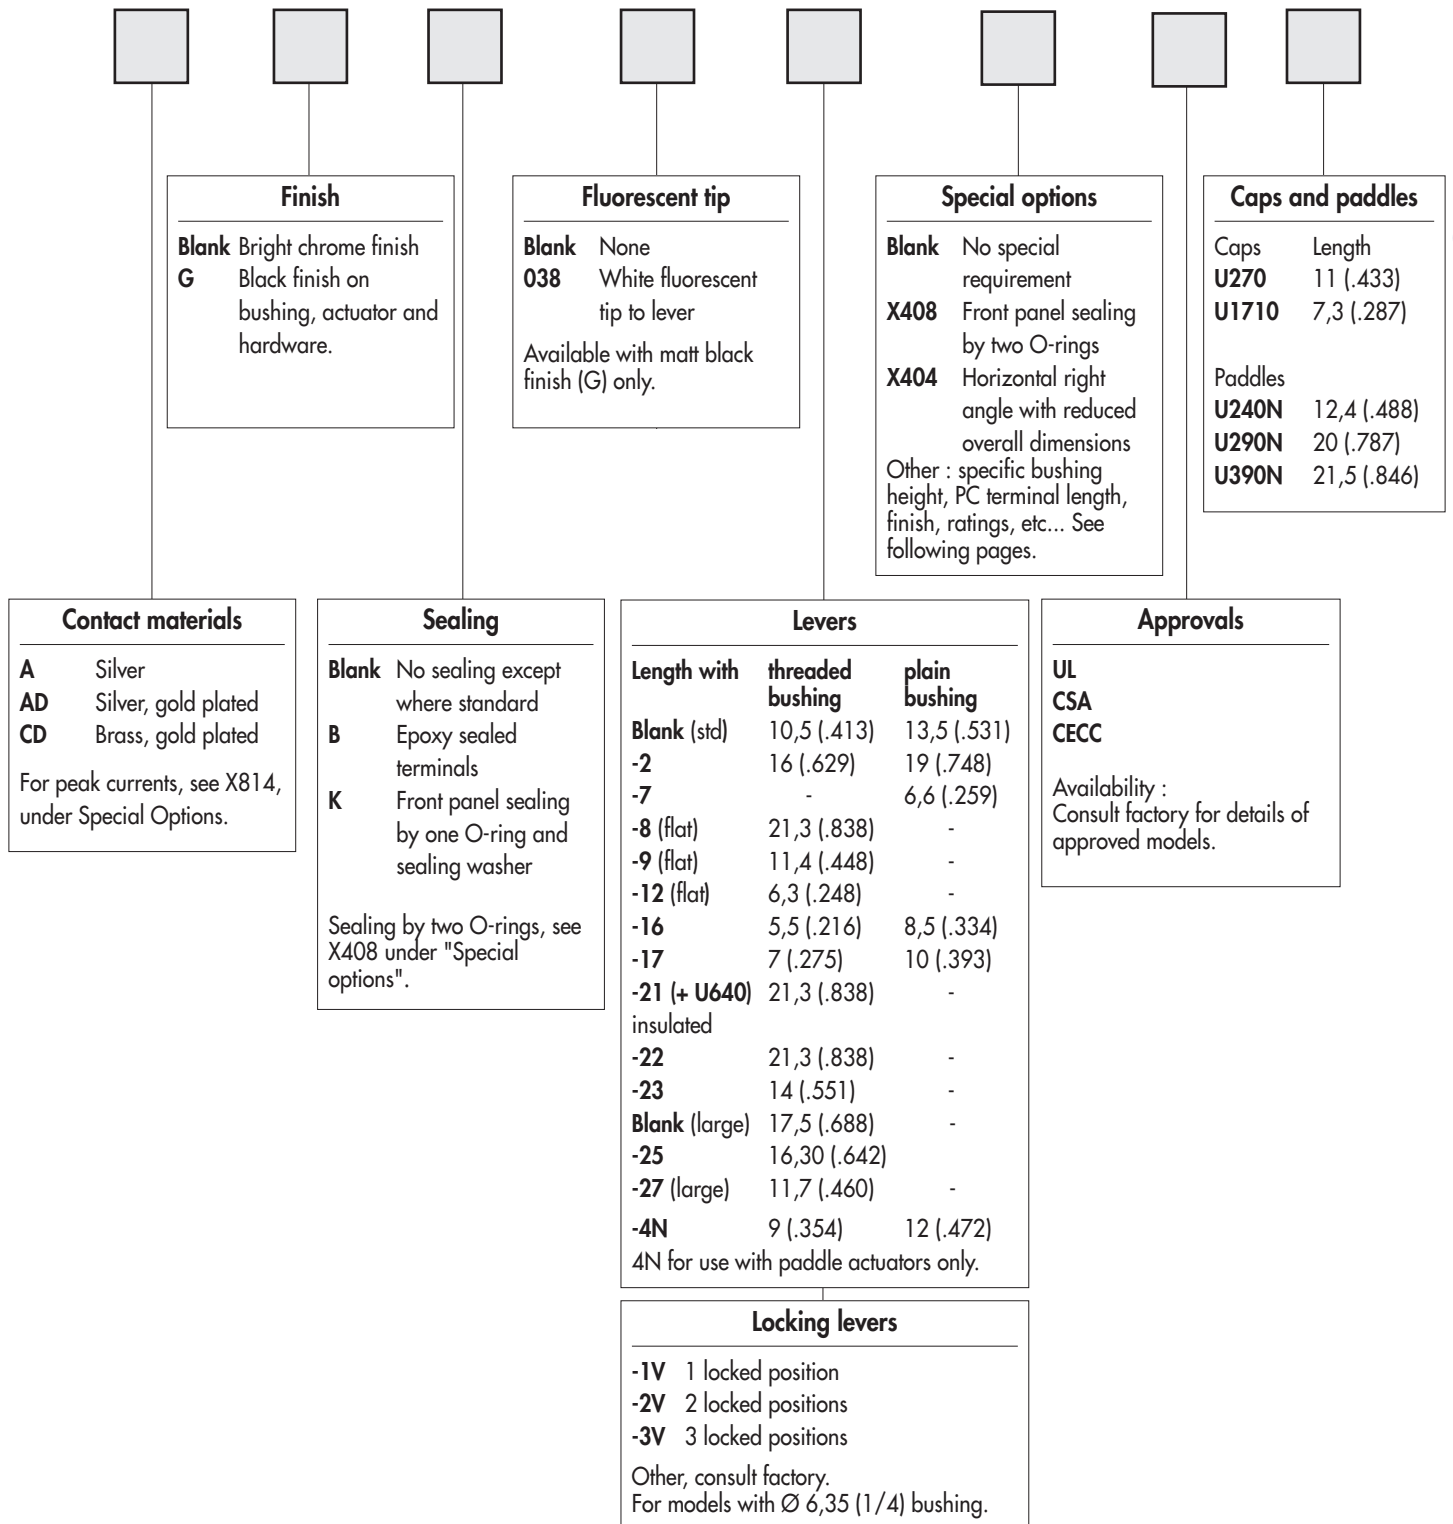 Finish
Blank Bright chrome finish
G Black finish on
bushing, actuator and
hardware.
Fluorescent tip
Blank None
038 White fluorescent
tip to lever
Available with matt black
finish (G) only.
Special options
Blank No special
requirement
X408 Front panel sealing
by two O-rings
X404 Horizontal right
angle with reduced
overall dimensions
Other : specific bushing
height, PC terminal length,
finish, ratings, etc... See
following pages.
Caps and paddles
Caps Length
U270 11 (.433)
U1710 7,3 (.287)
Paddles
U240N 12,4 (.488)
U290N 20 (.787)
U390N 21,5 (.846)
Contact materials
A Silver
AD Silver, gold plated
CD Brass, gold plated
For peak currents, see X814,
under Special Options.
Sealing
Blank No sealing except
where standard
B Epoxy sealed
terminals
K Front panel sealing
by one O-ring and
sealing washer
Sealing by two O-rings, see
X408 under "Special
options".
Levers
Length with threaded plain
bushing bushing
Blank (std) 10,5 (.413) 13,5 (.531)
-2 16 (.629) 19 (.748)
-7 - 6,6 (.259)
-8 (flat) 21,3 (.838) -
-9 (flat) 11,4 (.448) -
-12 (flat) 6,3 (.248) -
-16 5,5 (.216) 8,5 (.334)
-17 7 (.275) 10 (.393)
-21 (+ U640) 21,3 (.838) -
insulated
-22 21,3 (.838) -
-23 14 (.551) -
Blank (large) 17,5 (.688) -
-25 16,30 (.642)
-27 (large) 11,7 (.460) -
-4N 9 (.354) 12 (.472)
4N for use with paddle actuators only.
Approvals
UL
CSA
CECC
Availability :
Consult factory for details of
approved models.
Locking levers
-1V 1 locked position
-2V 2 locked positions
-3V 3 locked positions
Other, consult factory.
For models with Ø 6,35 (1/4) bushing.